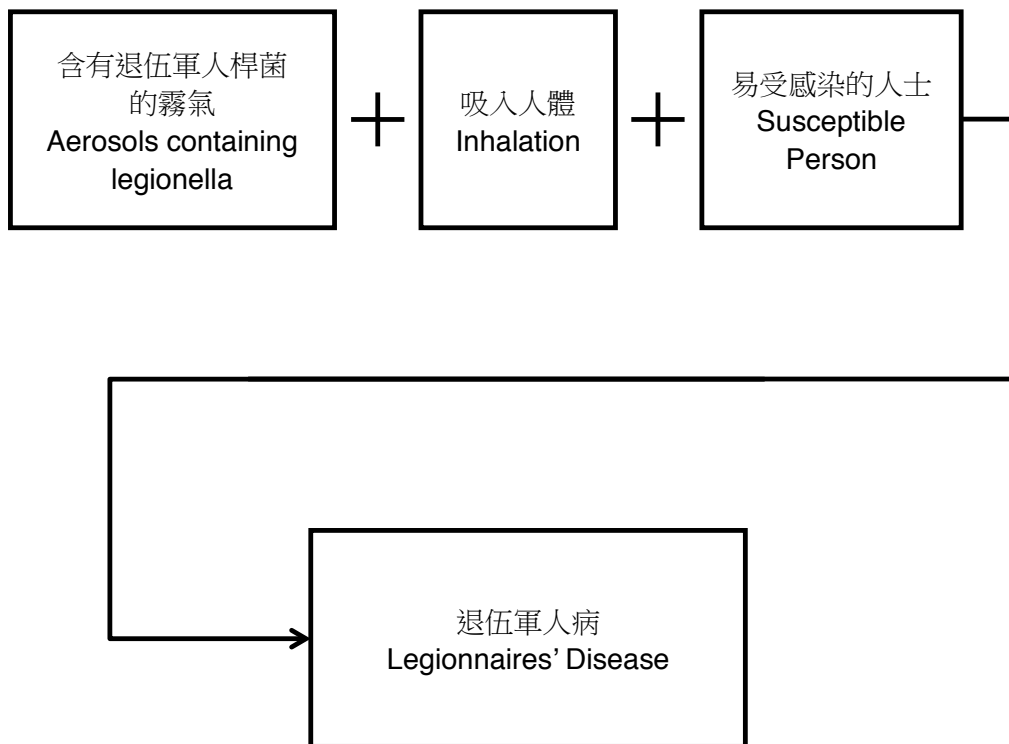 含有退伍軍人桿菌
的霧氣
Aerosols containing
legionella
吸入人體
Inhalation
易受感染的人士
Susceptible
Person
退伍軍人病
Legionnaires’ Disease